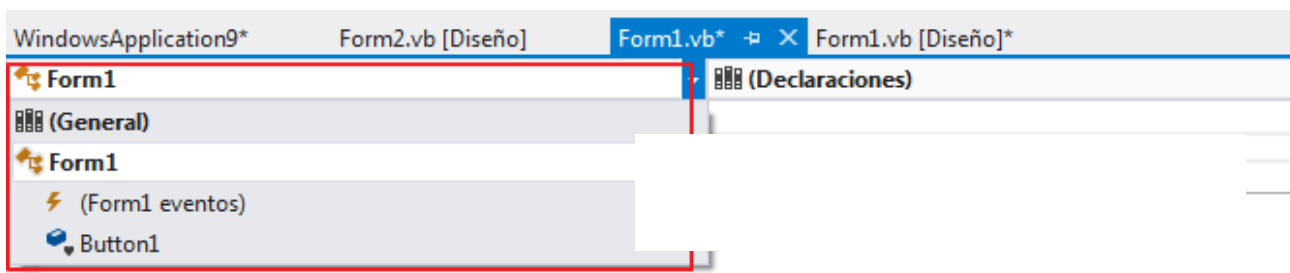 WindowsApplication9* Form2.vb [Diseño] Form1.vb* Form1.vb [Diseño]*
Form1 (Declaraciones)
(General)
Form1
(Form1 eventos)
Button1